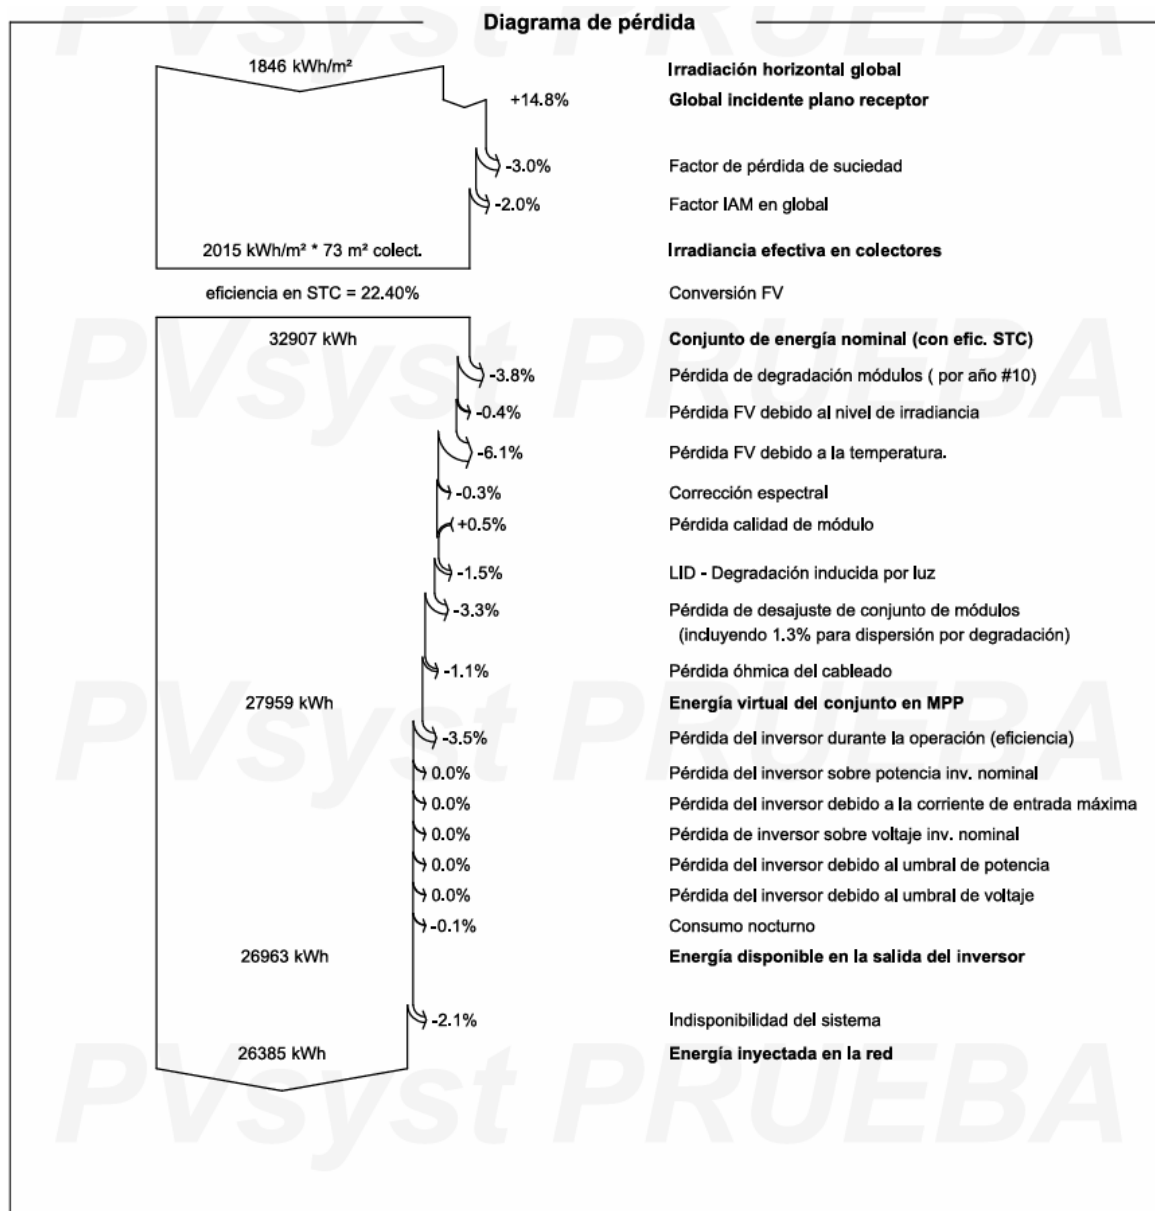 Diagrama de pérdida
1846 kWh/m² Irradiación horizontal global
+14.8% Global incidente plano receptor
-3.0% Factor de pérdida de suciedad
-2.0% Factor IAM en global
2015 kWh/m² * 73 m² colect. Irradiancia efectiva en colectores
eficiencia en STC = 22.40% Conversión FV
32907 kWh Conjunto de energía nominal (con efic. STC)
-3.8% Pérdida de degradación módulos ( por año #10)
-0.4% Pérdida FV debido al nivel de irradiancia
-6.1% Pérdida FV debido a la temperatura.
-0.3% Corrección espectral
+0.5% Pérdida calidad de módulo
-1.5% LID - Degradación inducida por luz
-3.3% Pérdida de desajuste de conjunto de módulos
(incluyendo 1.3% para dispersión por degradación)
-1.1% Pérdida óhmica del cableado
27959 kWh Energía virtual del conjunto en MPP
-3.5% Pérdida del inversor durante la operación (eficiencia)
0.0% Pérdida del inversor sobre potencia inv. nominal
0.0% Pérdida del inversor debido a la corriente de entrada máxima
0.0% Pérdida de inversor sobre voltaje inv. nominal
0.0% Pérdida del inversor debido al umbral de potencia
0.0% Pérdida del inversor debido al umbral de voltaje
-0.1% Consumo nocturno
26963 kWh Energía disponible en la salida del inversor
-2.1% Indisponibilidad del sistema
26385 kWh Energía inyectada en la red
PVsyst PRUEBA
PVsyst PRUEBA
PVsyst PRUEBA
PVsyst PRUEBA